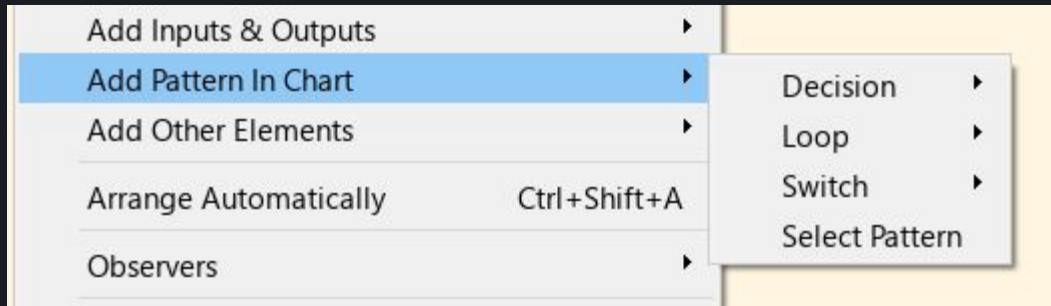 Add Inputs & Outputs
Add Pattern In Chart
Add Other Elements
Arrange Automatically Ctrl+Shift+A
Observers
Decision
Loop
Switch
Select Pattern